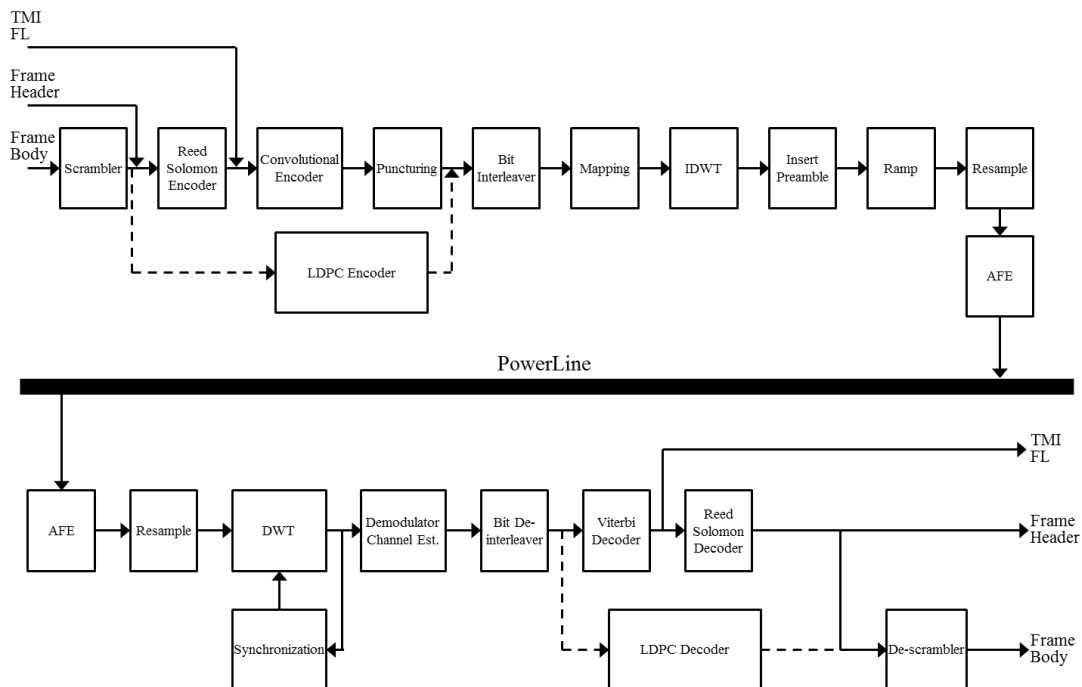 TMI
FL
Frame
Header
Frame
Body
Scrambler
Reed
Solomon
Encoder
Convolutional
Encoder
Puncturing
Bit
Interleaver
Mapping
IDWT
Insert
Preamble
Ramp
Resample
LDPC Encoder
AFE
PowerLine
TMI
FL
AFE
Resample
DWT
Demodulator
Channel Est.
Bit De-
interleaver
Viterbi
Decoder
Reed
Solomon
Decoder
Frame
Header
Synchronization
LDPC Decoder
De-scrambler
Frame
Body